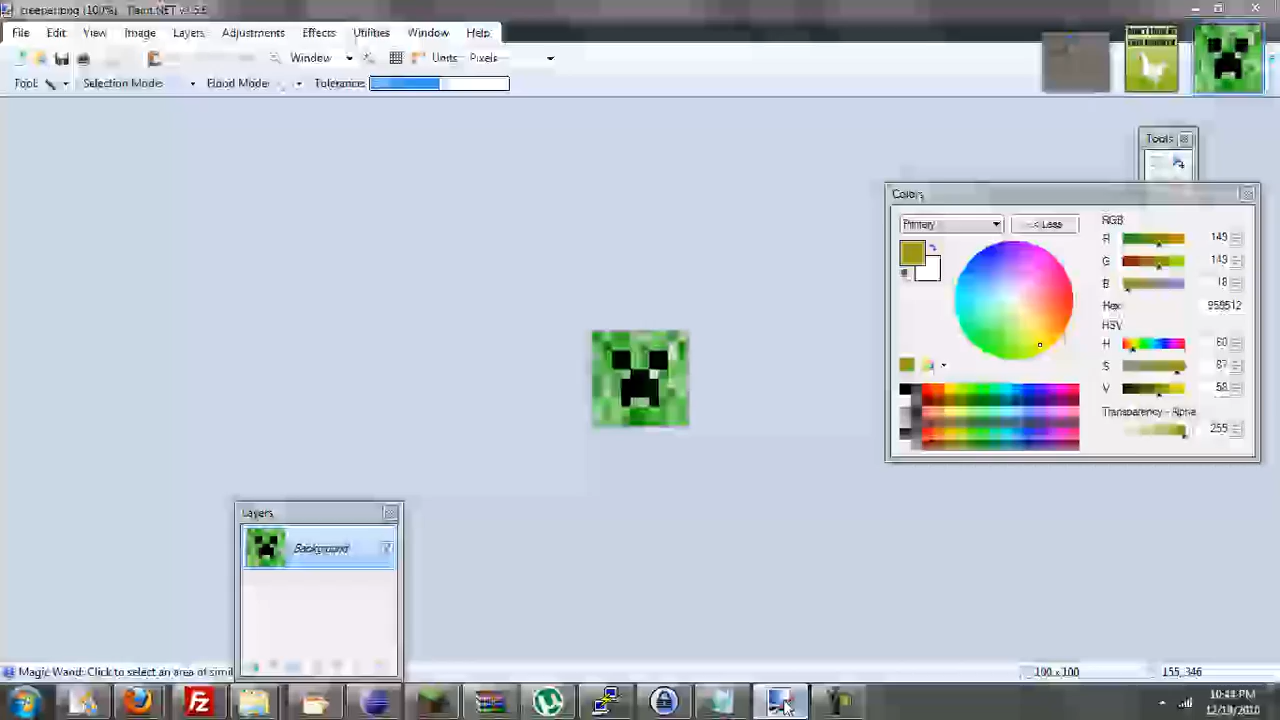 creeper.png (100%) - Paint.NET v3.5.6
File Edit View Image Layers Adjustments Effects Utilities Window Help
Window Units: Pixels
Tool: Selection Mode: Flood Mode: Tolerance:
Tools
Colors
Primary << Less
RGB
R: 149
G: 149
B: 18
Hex: 959512
HSV
H: 60
S: 87
V: 58
Transparency - Alpha
255
Layers
Background
Magic Wand: Click to select an area of simil
100 x 100
155, 346
10:44 PM